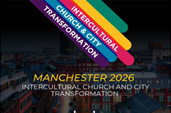 INTERCULTURAL
CHURCH & CITY
TRANSFORMATION
MANCHESTER 2026
INTERCULTURAL CHURCH AND CITY
TRANSFORMATION